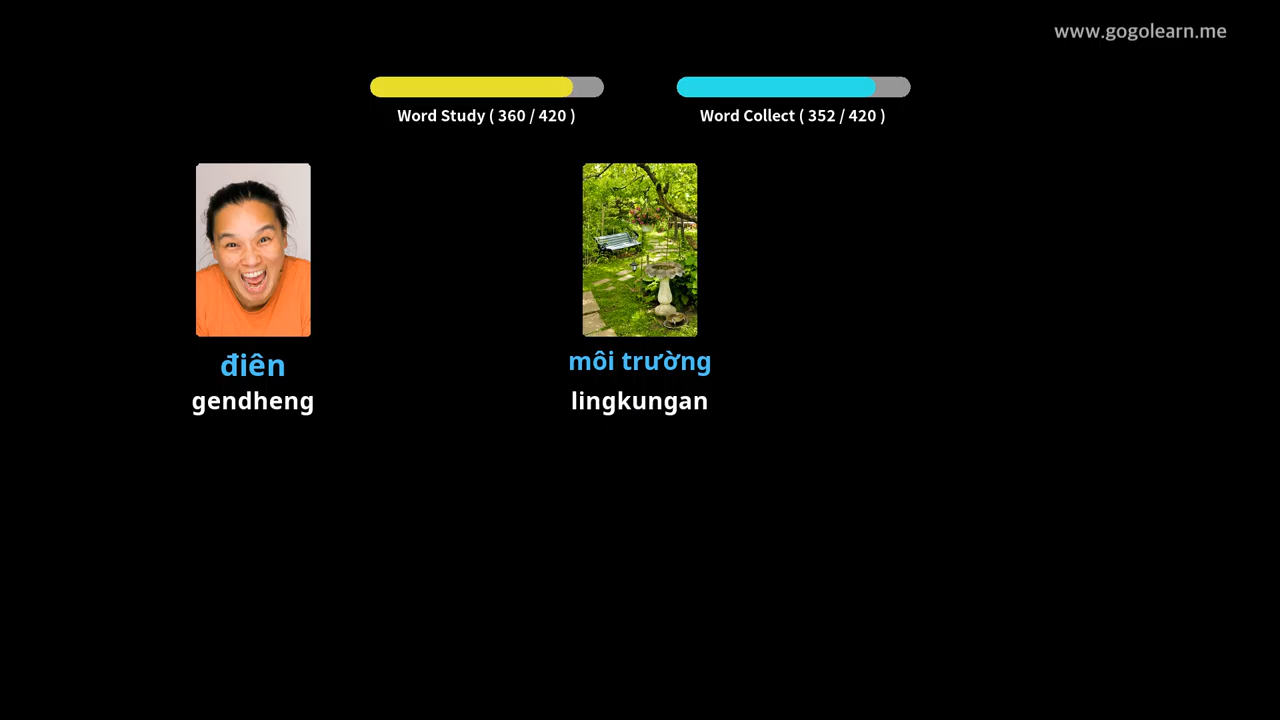 www.gogolearn.me
Word Study ( 360 / 420 )
Word Collect ( 352 / 420 )
điên
môi trường
gendheng
lingkungan